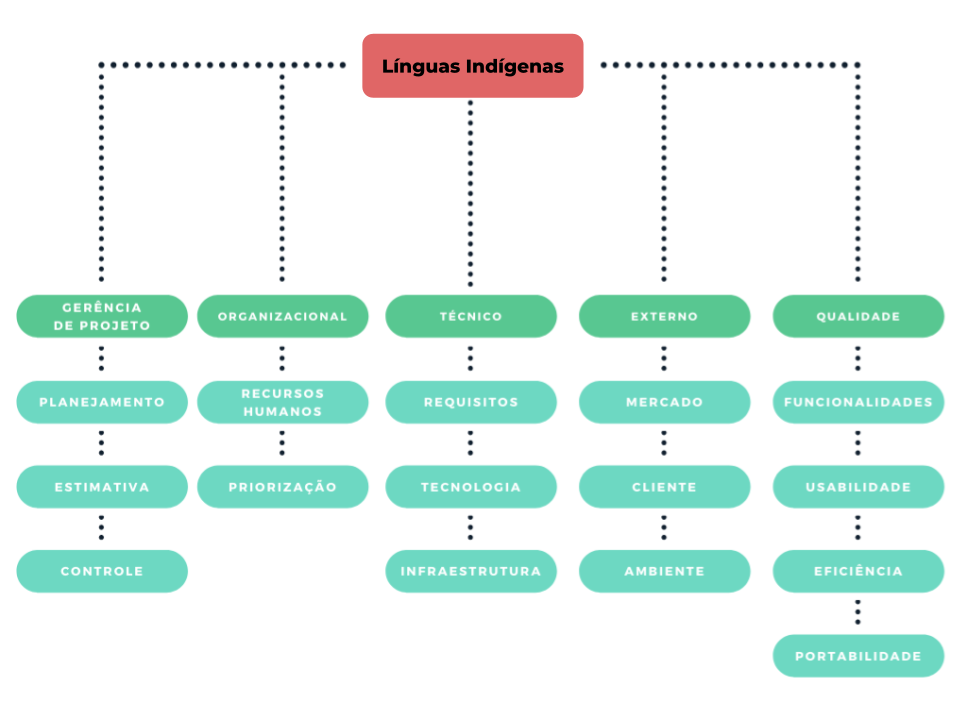 Línguas Indígenas
GERÊNCIA
DE PROJETO
ORGANIZACIONAL
TÉCNICO
EXTERNO
QUALIDADE
PLANEJAMENTO
RECURSOS
HUMANOS
REQUISITOS
MERCADO
FUNCIONALIDADES
ESTIMATIVA
PRIORIZAÇÃO
TECNOLOGIA
CLIENTE
USABILIDADE
CONTROLE
INFRAESTRUTURA
AMBIENTE
EFICIÊNCIA
PORTABILIDADE